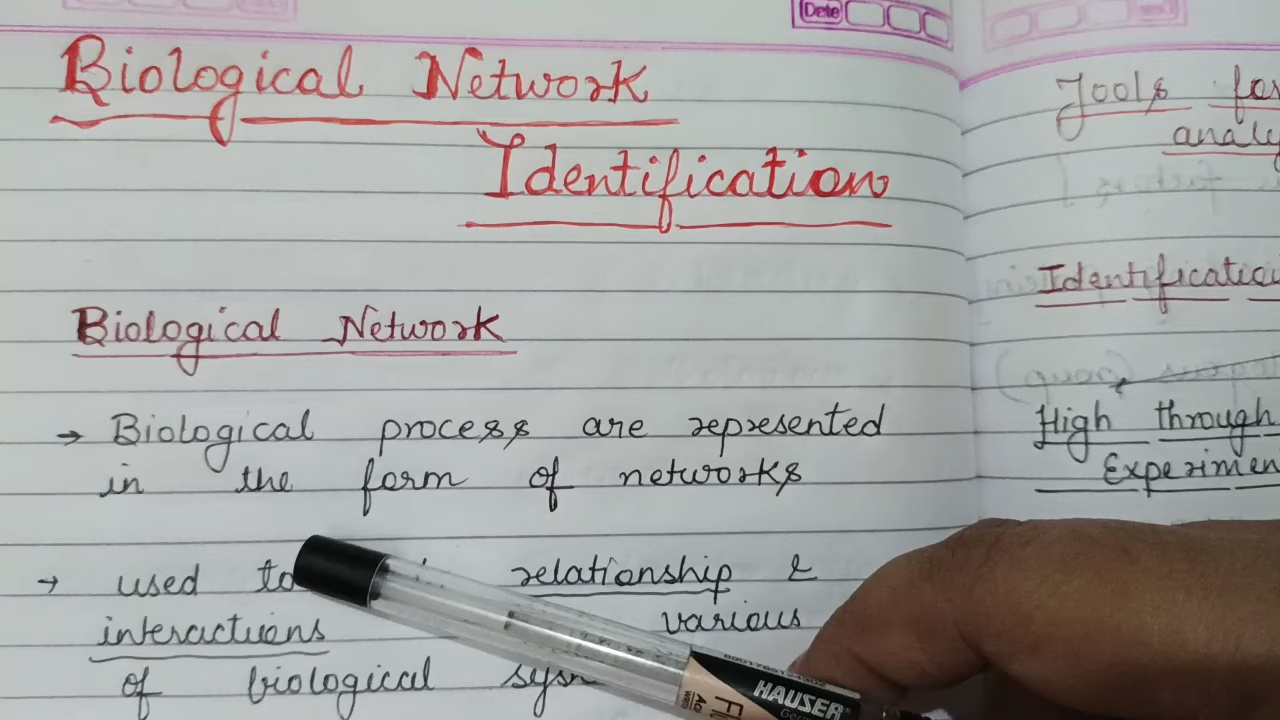 Date
Biological Network
Identification
Biological Network
→ Biological process are represented
in the form of networks
→ used to relationship &
interactions various
of biological
Tools for
analy
Identificatio
High through
Experimen
HAUSER